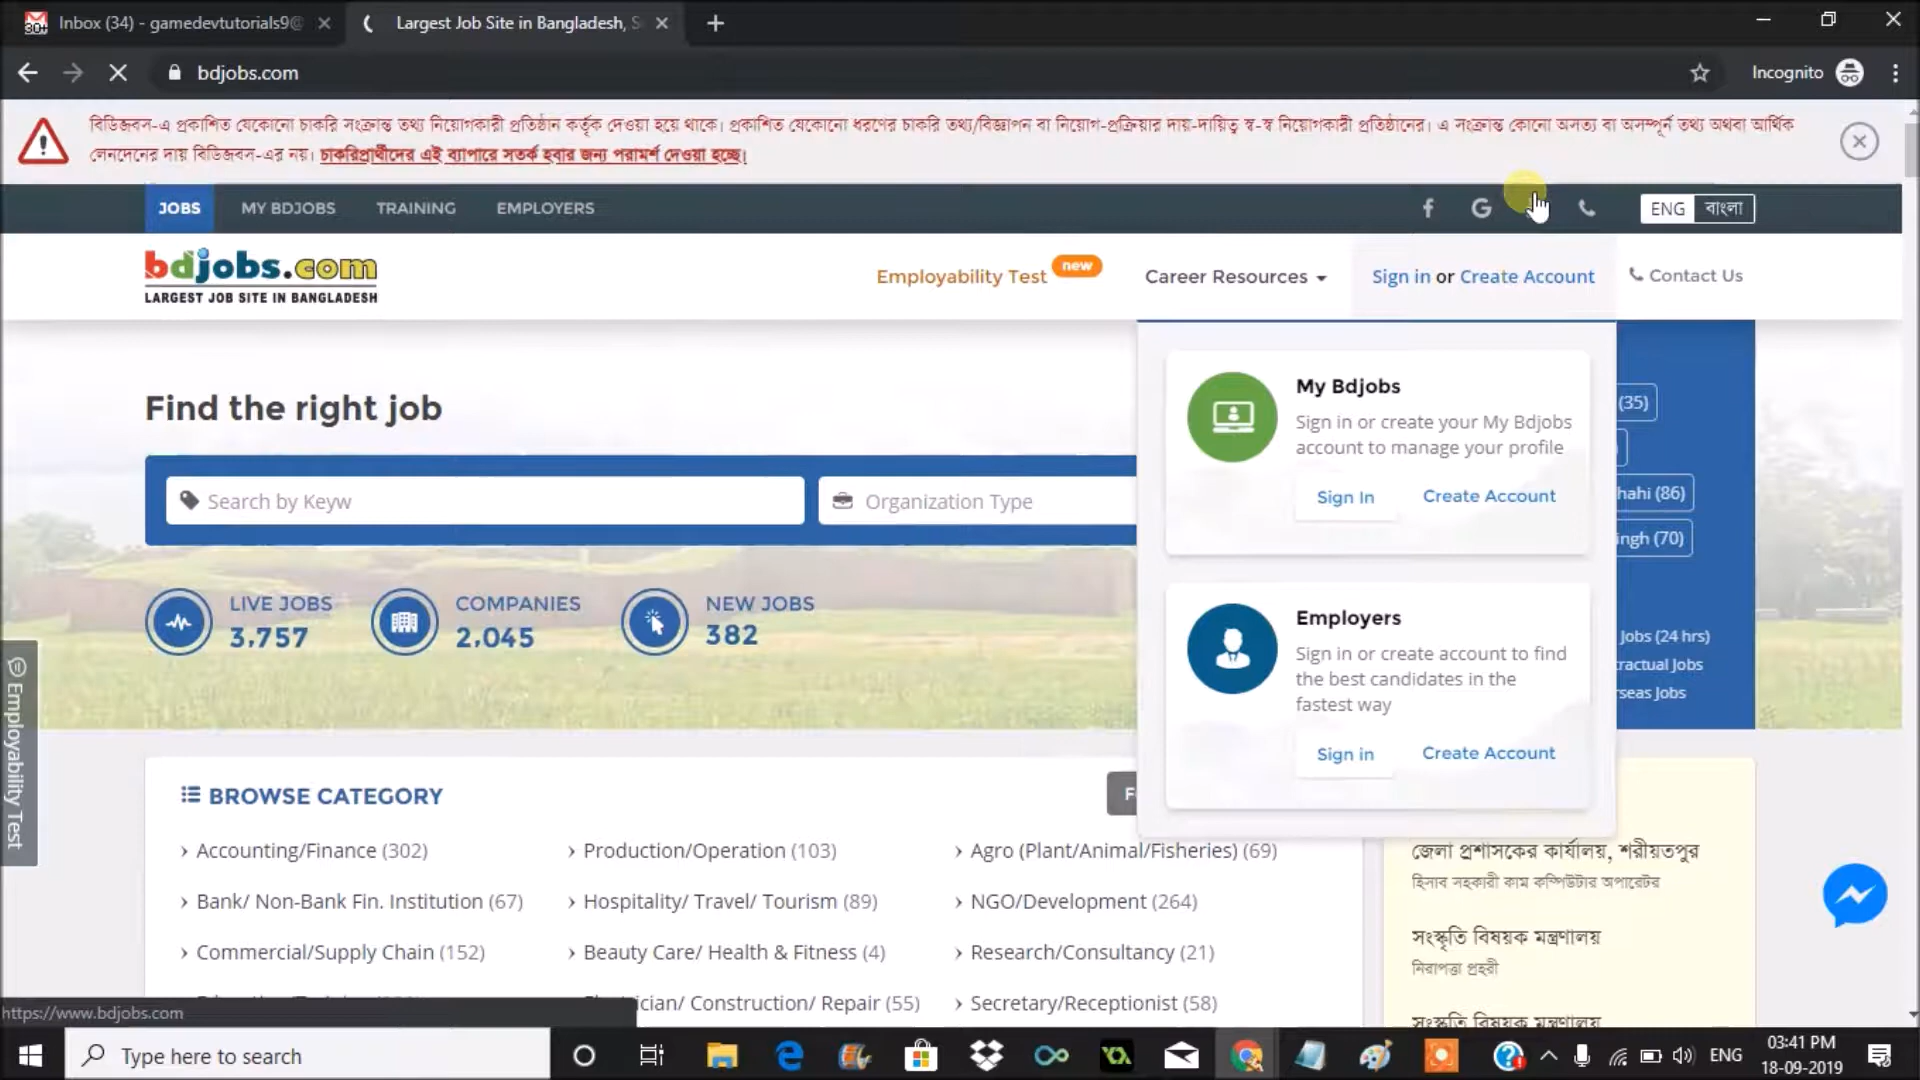 Inbox (34) - gamedevtutorials9@
Largest Job Site in Bangladesh, S
bdjobs.com
Incognito
বিডিজবস-এ প্রকাশিত যেকোনো চাকরি সংক্রান্ত তথ্য নিয়োগকারী প্রতিষ্ঠান কর্তৃক দেওয়া হয়ে থাকে। প্রকাশিত যেকোনো ধরণের চাকরি তথ্য/বিজ্ঞাপন বা নিয়োগ-প্রক্রিয়ার দায়-দায়িত্ব স্ব-স্ব নিয়োগকারী প্রতিষ্ঠানের। এ সংক্রান্ত কোনো অসত্য বা অসম্পূর্ন তথ্য অথবা আর্থিক
লেনদেনের দায় বিডিজবস-এর নয়। চাকরিপ্রার্থীদের এই ব্যাপারে সতর্ক হবার জন্য পরামর্শ দেওয়া হচ্ছে।
JOBS MY BDJOBS TRAINING EMPLOYERS
ENG বাংলা
bdjobs.com
LARGEST JOB SITE IN BANGLADESH
Employability Test new
Career Resources
Sign in or Create Account
Contact Us
Find the right job
Search by Keyw
Organization Type
My Bdjobs
Sign in or create your My Bdjobs
account to manage your profile
Sign In Create Account
(35)
hahi (86)
ingh (70)
LIVE JOBS
3,757
COMPANIES
2,045
NEW JOBS
382
Employers
Sign in or create account to find
the best candidates in the
fastest way
Sign in Create Account
Jobs (24 hrs)
tractual Jobs
seas Jobs
Employability Test
BROWSE CATEGORY
Accounting/Finance (302)
Production/Operation (103)
Agro (Plant/Animal/Fisheries) (69)
Bank/ Non-Bank Fin. Institution (67)
Hospitality/ Travel/ Tourism (89)
NGO/Development (264)
Commercial/Supply Chain (152)
Beauty Care/ Health & Fitness (4)
Research/Consultancy (21)
ician/ Construction/ Repair (55)
Secretary/Receptionist (58)
জেলা প্রশাসকের কার্যালয়, শরীয়তপুর
হিসাব সহকারী কাম কম্পিউটার অপারেটর
সংস্কৃতি বিষয়ক মন্ত্রণালয়
নিরাপত্তা প্রহরী
সংস্কৃতি বিষয়ক মন্ত্রণালয়
https://www.bdjobs.com
Type here to search
ENG
03:41 PM
18-09-2019